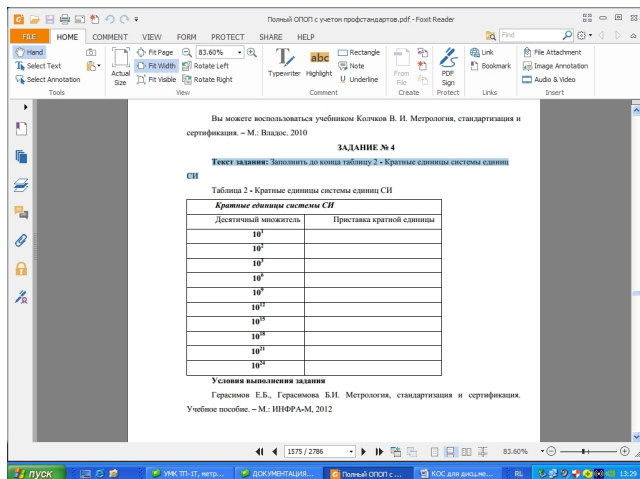 Полный ОПОП с учетом профстандартов.pdf - Foxit Reader
FILE HOME COMMENT VIEW FORM PROTECT SHARE HELP
Find
Hand
Select Text
Select Annotation
Actual Size
Fit Page
Fit Width
Fit Visible
83.60%
Rotate Left
Rotate Right
Typewriter
Highlight
Rectangle
Note
Underline
From File
PDF Sign
Link
Bookmark
File Attachment
Image Annotation
Audio & Video
Tools View Comment Create Protect Links Insert
Вы можете воспользоваться учебником Колчков В. И. Метрология, стандартизация и
сертификация. – М.: Владос. 2010
ЗАДАНИЕ № 4
Текст задания: Заполнить до конца таблицу 2 - Кратные единицы системы единиц
СИ
Таблица 2 - Кратные единицы системы единиц СИ
Кратные единицы системы СИ
Десятичный множитель Приставка кратной единицы
10¹
10²
10³
10⁶
10⁹
10¹²
10¹⁵
10¹⁸
10²¹
10²⁴
Условия выполнения задания
Герасимов Е.Б., Герасимова Б.И. Метрология, стандартизация и сертификация.
Учебное пособие. – М.: ИНФРА-М, 2012
1575 / 2786
83.60%
пуск
УМК ТП-1Т, метр...
ДОКУМЕНТАЦИЯ...
Полный ОПОП с ...
КОС для дисц.ме...
RL
13:29